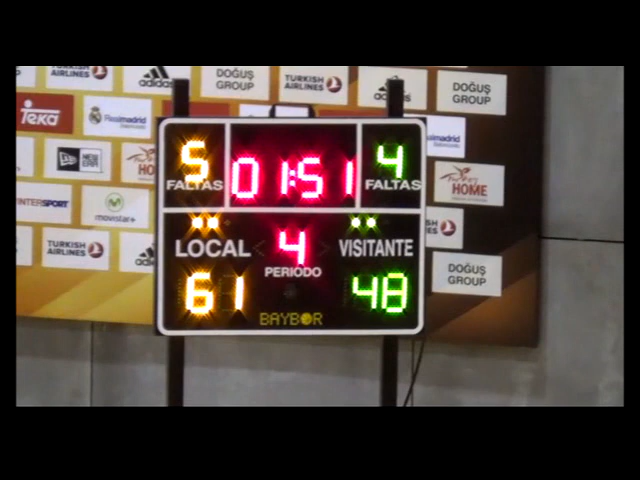 TURKISH AIRLINES
adidas
DOĞUŞ GROUP
TURKISH AIRLINES
adidas
DOĞUŞ GROUP
Teka
Realmadrid
Realmadrid
NEW ERA
HOME
INTERSPORT
movistar+
TURKISH AIRLINES
adidas
DOĞUŞ GROUP
5 01:51 4
FALTAS FALTAS
LOCAL 4 VISITANTE
PERIODO
61 48
BAYBOR